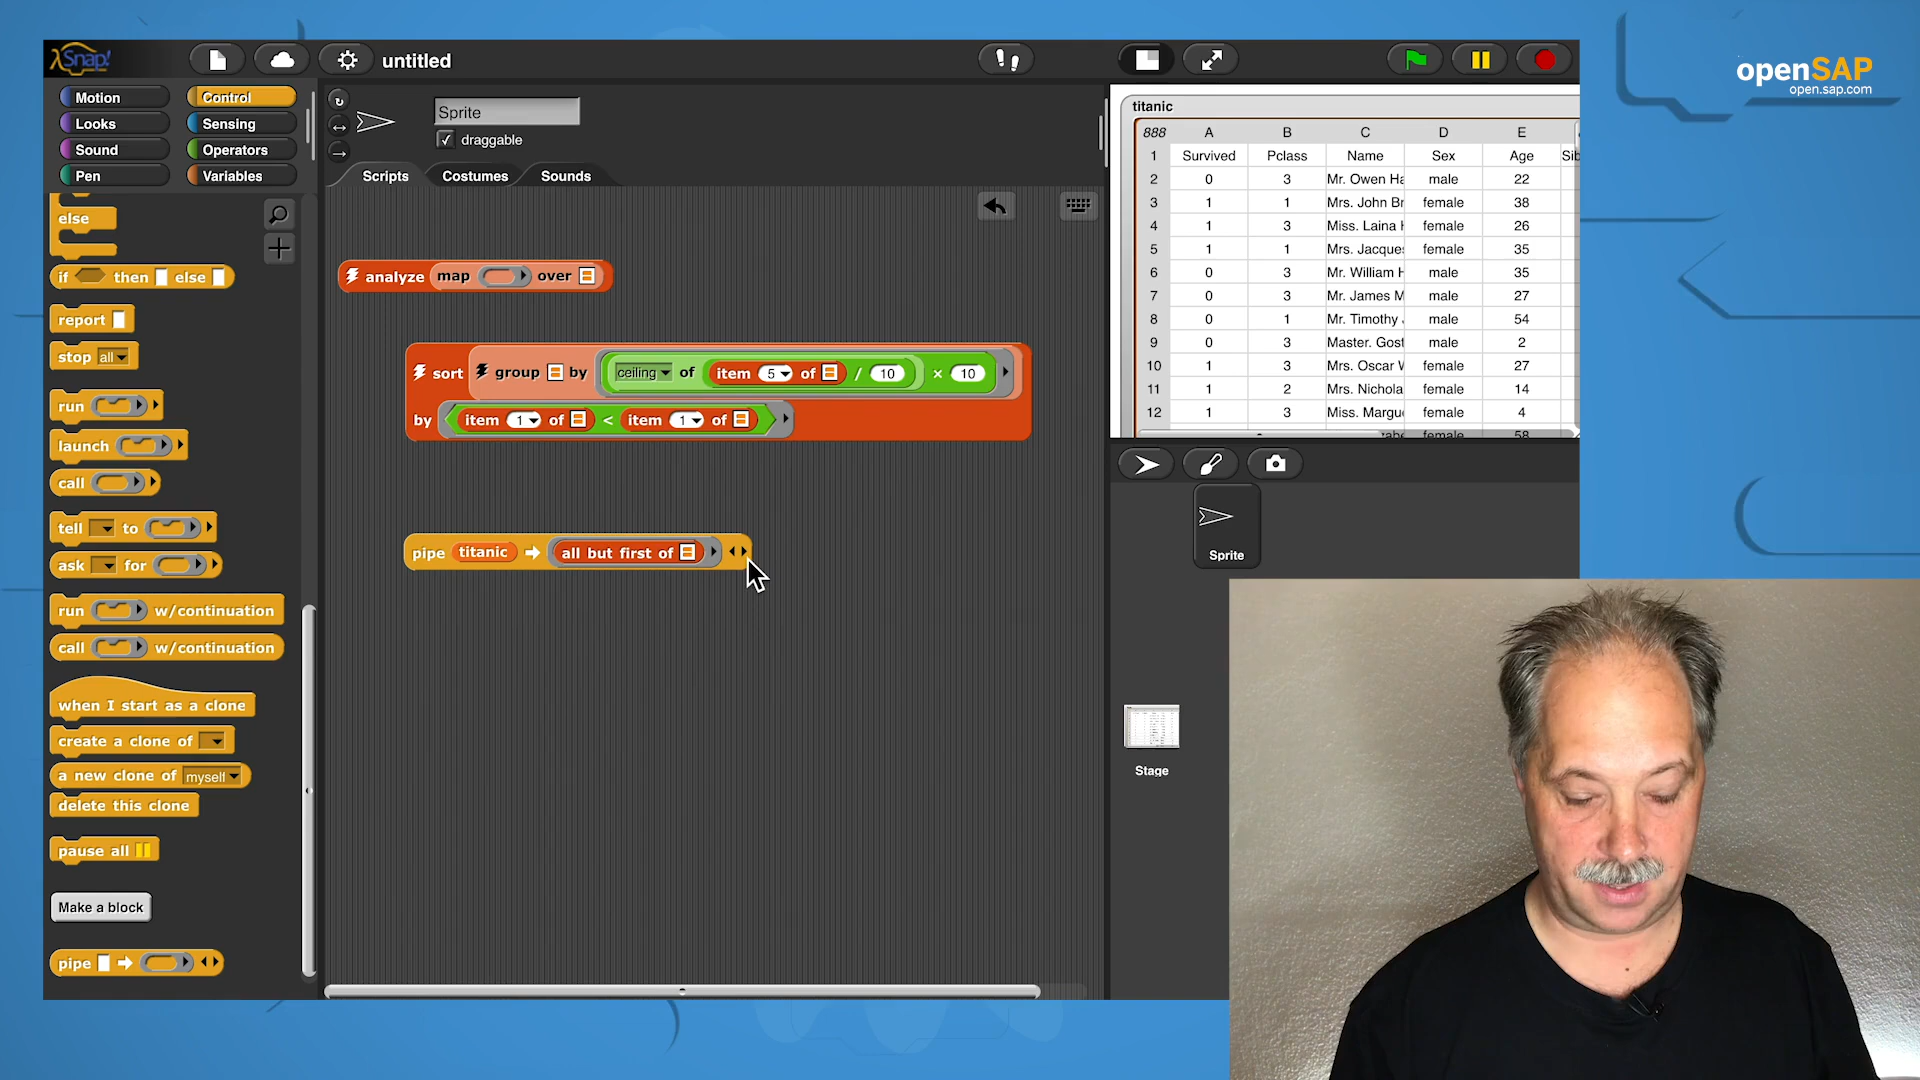 Snap!
untitled
openSAP
open.sap.com
Motion
Control
Looks
Sensing
Sound
Operators
Pen
Variables
Sprite
draggable
Scripts
Costumes
Sounds
else
if then else
report
stop all
run
launch
call
tell to
ask for
run w/continuation
call w/continuation
when I start as a clone
create a clone of
a new clone of myself
delete this clone
pause all
Make a block
pipe
analyze map over
sort group by ceiling of item 5 of / 10 × 10
by item 1 of < item 1 of
pipe titanic all but first of
titanic
888 A B C D E
1 Survived Pclass Name Sex Age Sib
2 0 3 Mr. Owen Ha male 22
3 1 1 Mrs. John Br female 38
4 1 3 Miss. Laina H female 26
5 1 1 Mrs. Jacques female 35
6 0 3 Mr. William H male 35
7 0 3 Mr. James M male 27
8 0 1 Mr. Timothy male 54
9 0 3 Master. Gost male 2
10 1 3 Mrs. Oscar W female 27
11 1 2 Mrs. Nichola female 14
12 1 3 Miss. Margu female 4
female 58
Sprite
Stage